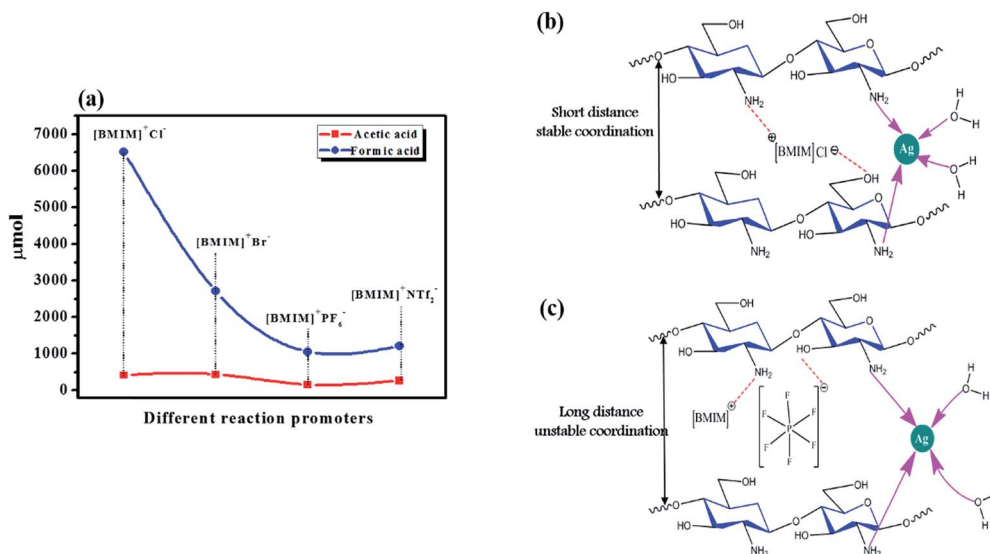 (a)
[BMIM]⁺Cl⁻
Acetic acid
Formic acid
[BMIM]⁺Br⁻
[BMIM]⁺PF₆⁻
[BMIM]⁺NTf₂⁻
7000
6000
5000
4000
3000
2000
1000
0
μmol
Different reaction promoters
(b)
OH
OH
O
O
O
O
HO
HO
NH₂
NH₂
Short distance
stable coordination
⊕
[BMIM]Cl ⊖
Ag
H
O
H
O
H
H
OH
OH
O
O
O
O
HO
HO
NH₂
NH₂
(c)
OH
OH
O
O
O
O
HO
HO
NH₂
NH₂
Long distance
unstable coordination
[BMIM]⊕
⊖
F
F
F
P
F
F
F
Ag
H
O
H
O
H
OH
OH
O
O
O
O
HO
HO
NH₂
NH₂